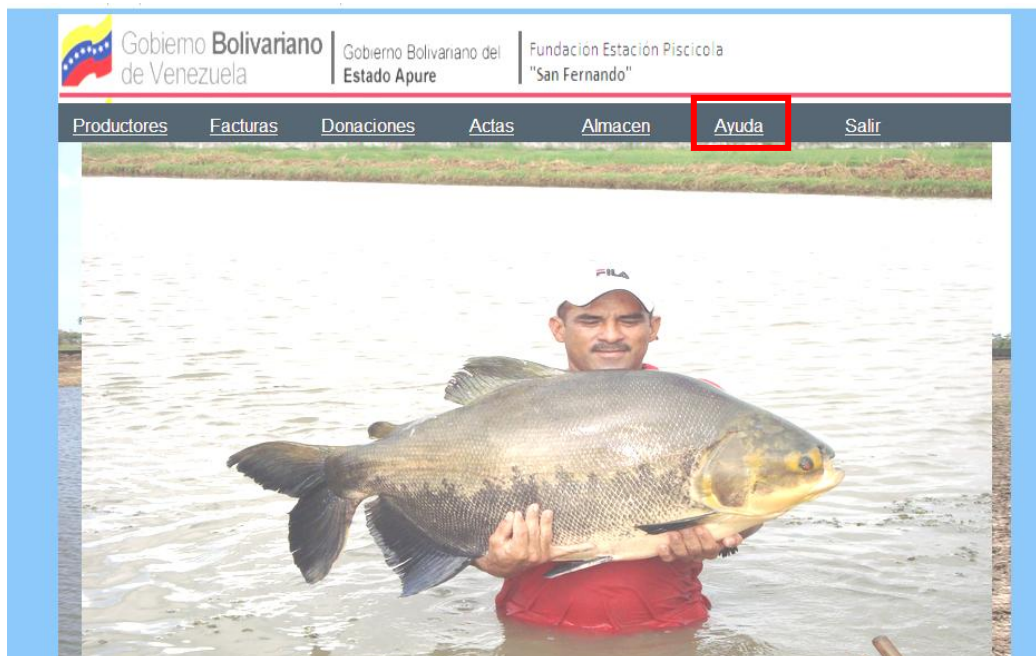 Gobierno Bolivariano
de Venezuela
Gobierno Bolivariano del
Estado Apure
Fundación Estación Piscicola
"San Fernando"
Productores Facturas Donaciones Actas Almacen Ayuda Salir
FILA